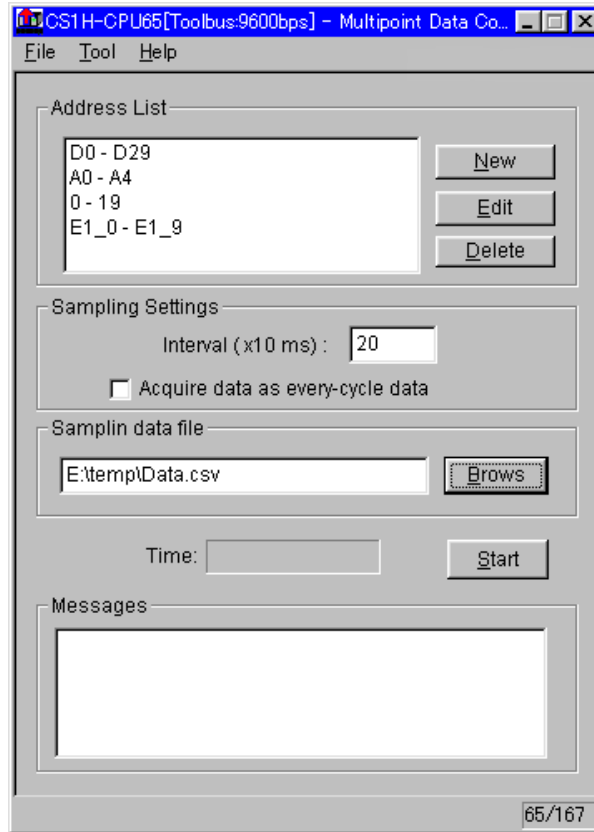 CS1H-CPU65[Toolbus:9600bps] - Multipoint Data Co...
File Tool Help
Address List
D0 - D29
A0 - A4
0 - 19
E1_0 - E1_9
New
Edit
Delete
Sampling Settings
Interval (x10 ms) : 20
Acquire data as every-cycle data
Samplin data file
E:\temp\Data.csv
Brows
Time:
Start
Messages
65/167